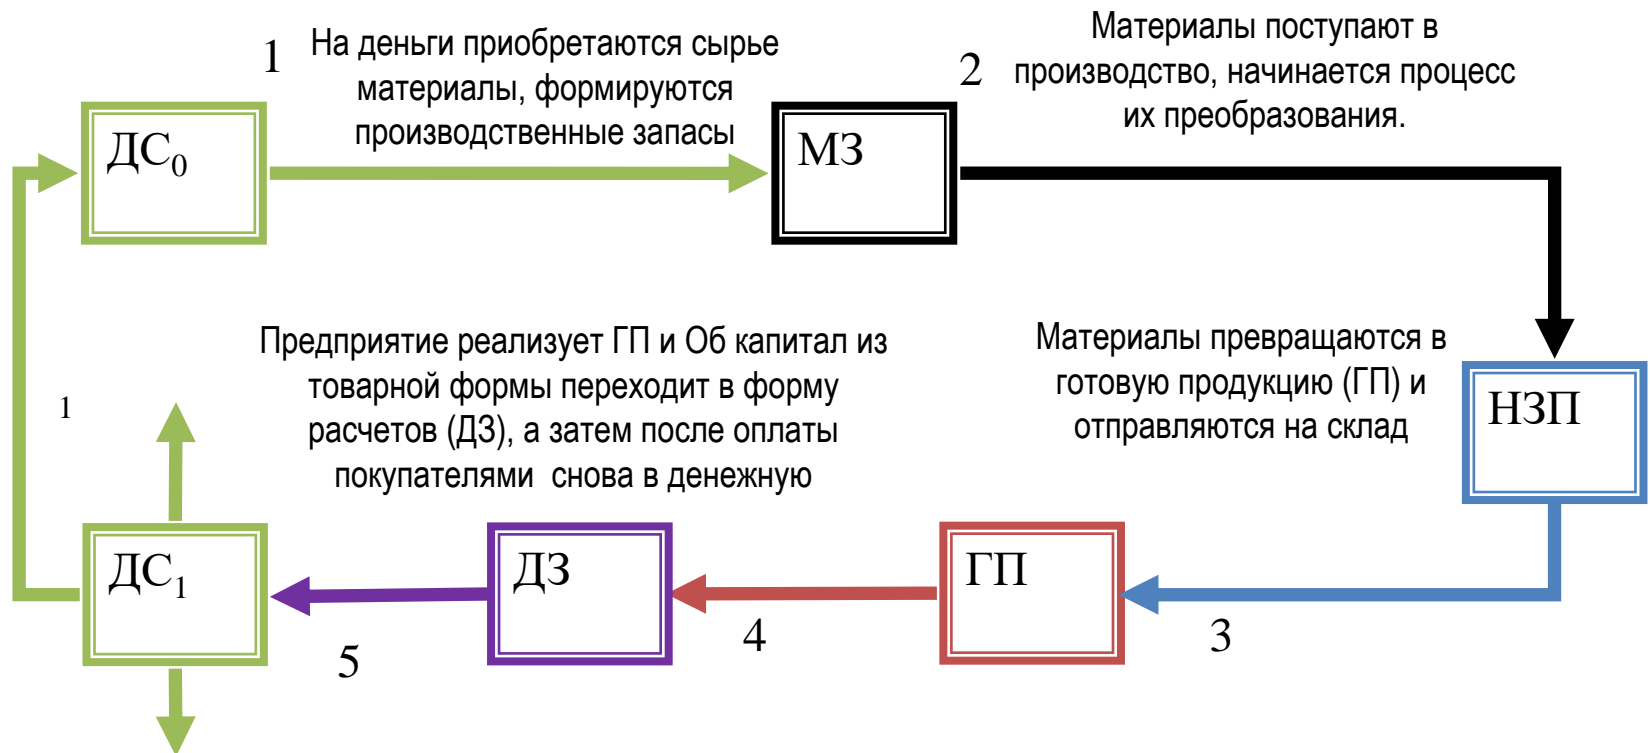 1
На деньги приобретаются сырье
материалы, формируются
производственные запасы
2
Материалы поступают в
производство, начинается процесс
их преобразования.
ДС₀
МЗ
Предприятие реализует ГП и Об капитал из
товарной формы переходит в форму
расчетов (ДЗ), а затем после оплаты
покупателями снова в денежную
Материалы превращаются в
готовую продукцию (ГП) и
отправляются на склад
НЗП
1
ДС₁
ДЗ
ГП
5
4
3